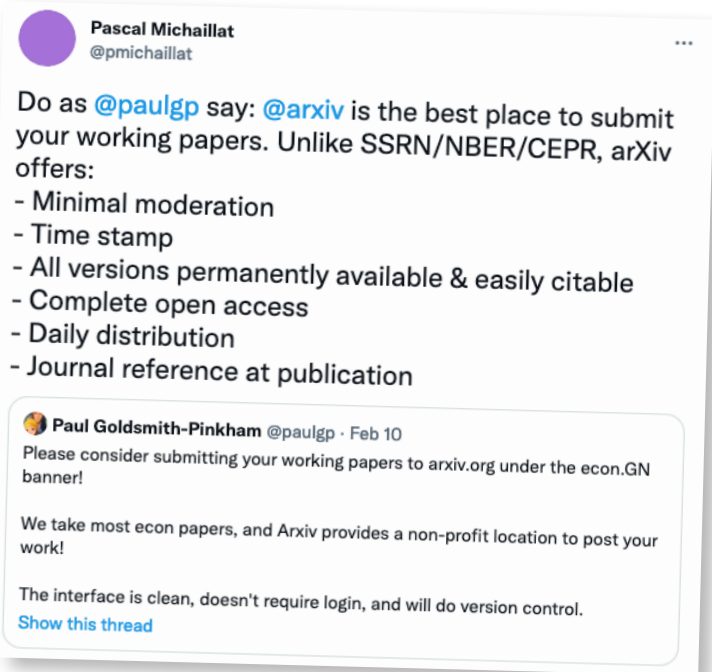 Pascal Michaillat
@pmichaillat
Do as @paulgp say: @arxiv is the best place to submit
your working papers. Unlike SSRN/NBER/CEPR, arXiv
offers:
- Minimal moderation
- Time stamp
- All versions permanently available & easily citable
- Complete open access
- Daily distribution
- Journal reference at publication
Paul Goldsmith-Pinkham @paulgp · Feb 10
Please consider submitting your working papers to arxiv.org under the econ.GN
banner!
We take most econ papers, and Arxiv provides a non-profit location to post your
work!
The interface is clean, doesn't require login, and will do version control.
Show this thread